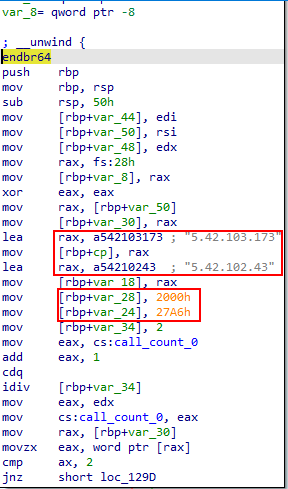 var_8= qword ptr -8
; __unwind {
endbr64
push rbp
mov rbp, rsp
sub rsp, 50h
mov [rbp+var_44], edi
mov [rbp+var_50], rsi
mov [rbp+var_48], edx
mov rax, fs:28h
mov [rbp+var_8], rax
xor eax, eax
mov rax, [rbp+var_50]
mov [rbp+var_30], rax
lea rax, a542103173 ; "5.42.103.173"
mov [rbp+cp], rax
lea rax, a54210243 ; "5.42.102.43"
mov [rbp+var_18], rax
mov [rbp+var_28], 2000h
mov [rbp+var_24], 27A6h
mov [rbp+var_34], 2
mov eax, cs:call_count_0
add eax, 1
cdq
idiv [rbp+var_34]
mov eax, edx
mov cs:call_count_0, eax
mov rax, [rbp+var_30]
movzx eax, word ptr [rax]
cmp ax, 2
jnz short loc_129D